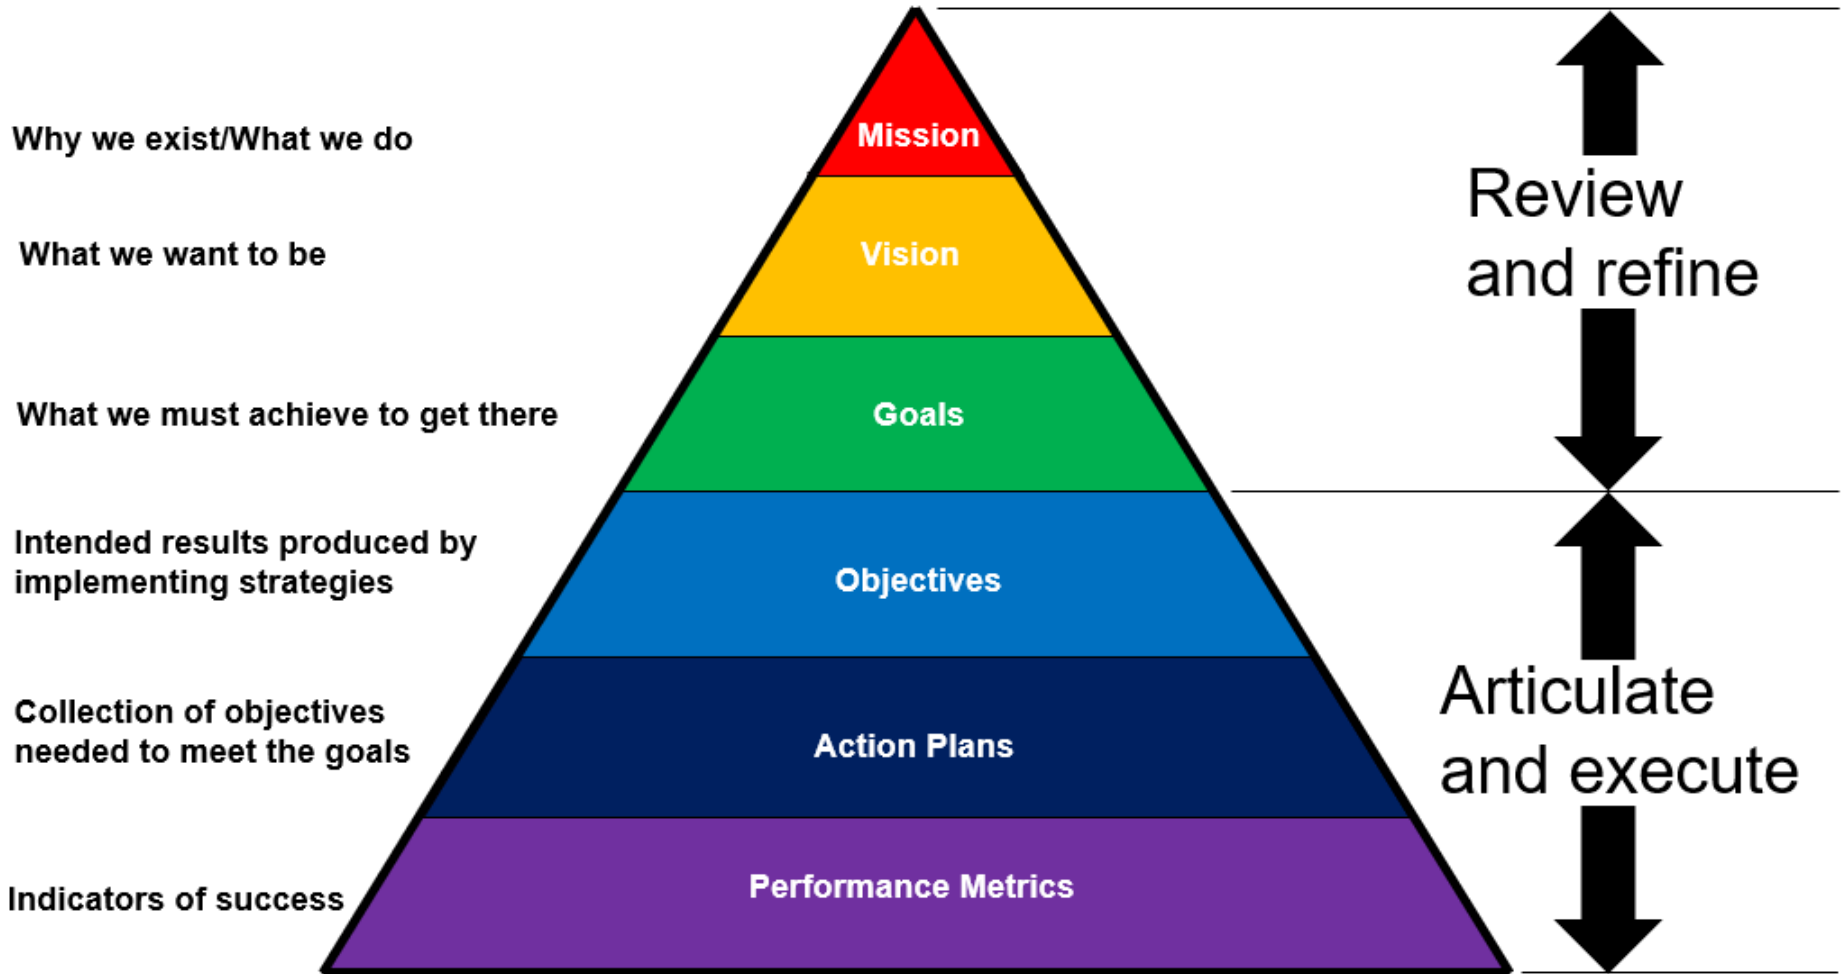 Why we exist/What we do
Mission
What we want to be
Vision
What we must achieve to get there
Goals
Review
and refine
Intended results produced by
implementing strategies
Objectives
Collection of objectives
needed to meet the goals
Action Plans
Indicators of success
Performance Metrics
Articulate
and execute